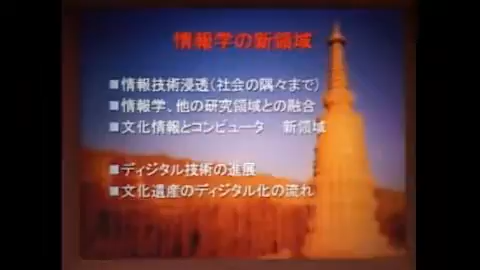 情報学の新領域
■情報技術浸透（社会の隅々まで）
■情報学、他の研究領域との融合
■文化情報とコンピュータ　新領域
■ディジタル技術の進展
■文化遺産のディジタル化の流れ